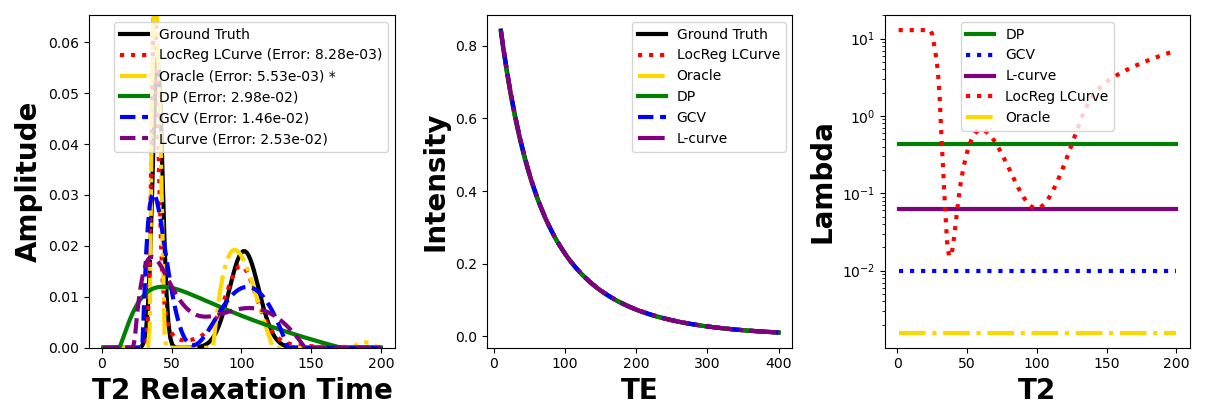 Amplitude
0.06
0.05
0.04
0.03
0.02
0.01
0.00
Ground Truth
LocReg LCurve (Error: 8.28e-03)
Oracle (Error: 5.53e-03) *
DP (Error: 2.98e-02)
GCV (Error: 1.46e-02)
LCurve (Error: 2.53e-02)
0 50 100 150 200
T2 Relaxation Time
Intensity
0.8
0.6
0.4
0.2
0.0
Ground Truth
LocReg LCurve
Oracle
DP
GCV
L-curve
0 100 200 300 400
TE
Lambda
10¹
10⁰
10⁻¹
10⁻²
DP
GCV
L-curve
LocReg LCurve
Oracle
0 50 100 150 200
T2